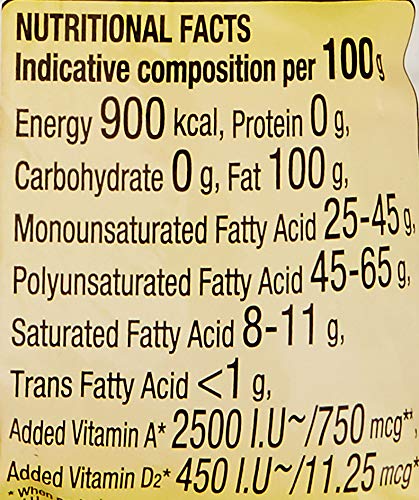 NUTRITIONAL FACTS
Indicative composition per 100g
Energy 900 kcal, Protein 0 g,
Carbohydrate 0 g, Fat 100 g,
Monounsaturated Fatty Acid 25-45 g,
Polyunsaturated Fatty Acid 45-65 g,
Saturated Fatty Acid 8-11 g,
Trans Fatty Acid <1 g,
Added Vitamin A* 2500 I.U~/750 mcg**,
Added Vitamin D2* 450 I.U~/11.25 mcg*
* When